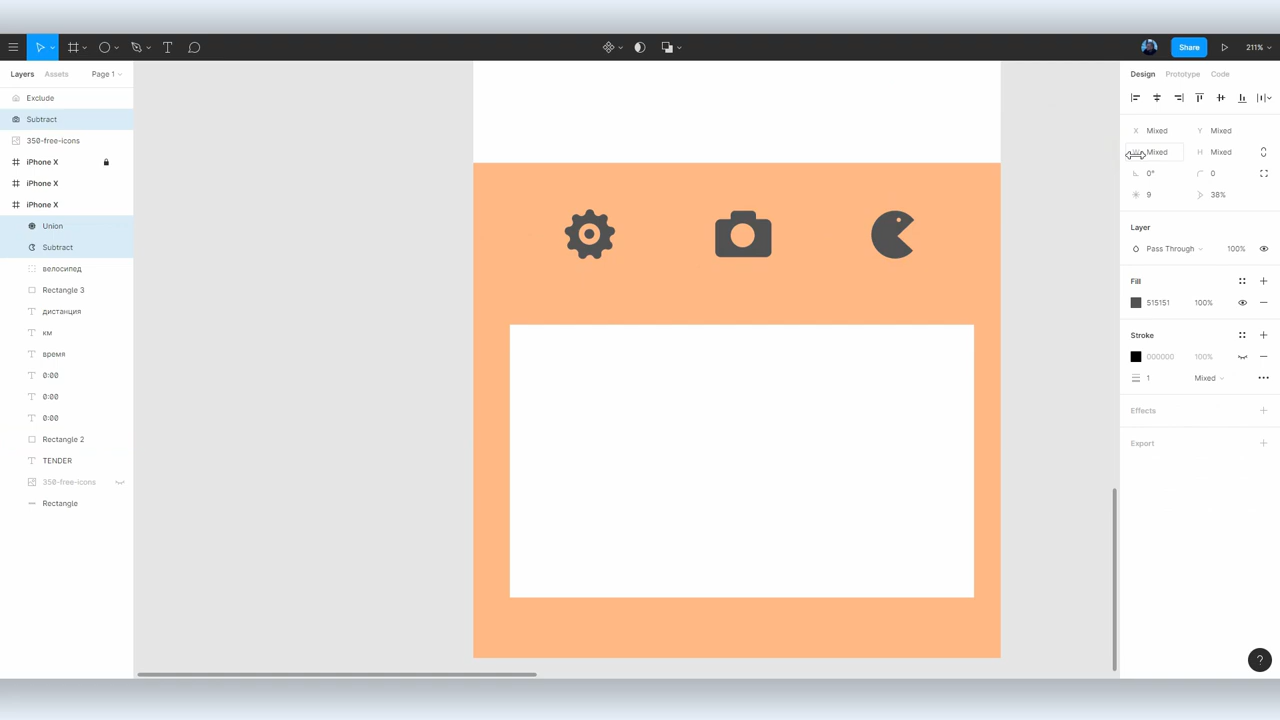 Share
211%
Layers
Assets
Page 1
Design
Prototype
Code
Exclude
Subtract
350-free-icons
iPhone X
iPhone X
iPhone X
Union
Subtract
велосипед
Rectangle 3
дистанция
км
время
0:00
0:00
0:00
Rectangle 2
TENDER
350-free-icons
Rectangle
X Mixed Y Mixed
W Mixed H Mixed
0° 0
9 38%
Layer
Pass Through 100%
Fill
515151 100%
Stroke
000000 100%
1 Mixed
Effects
Export
?